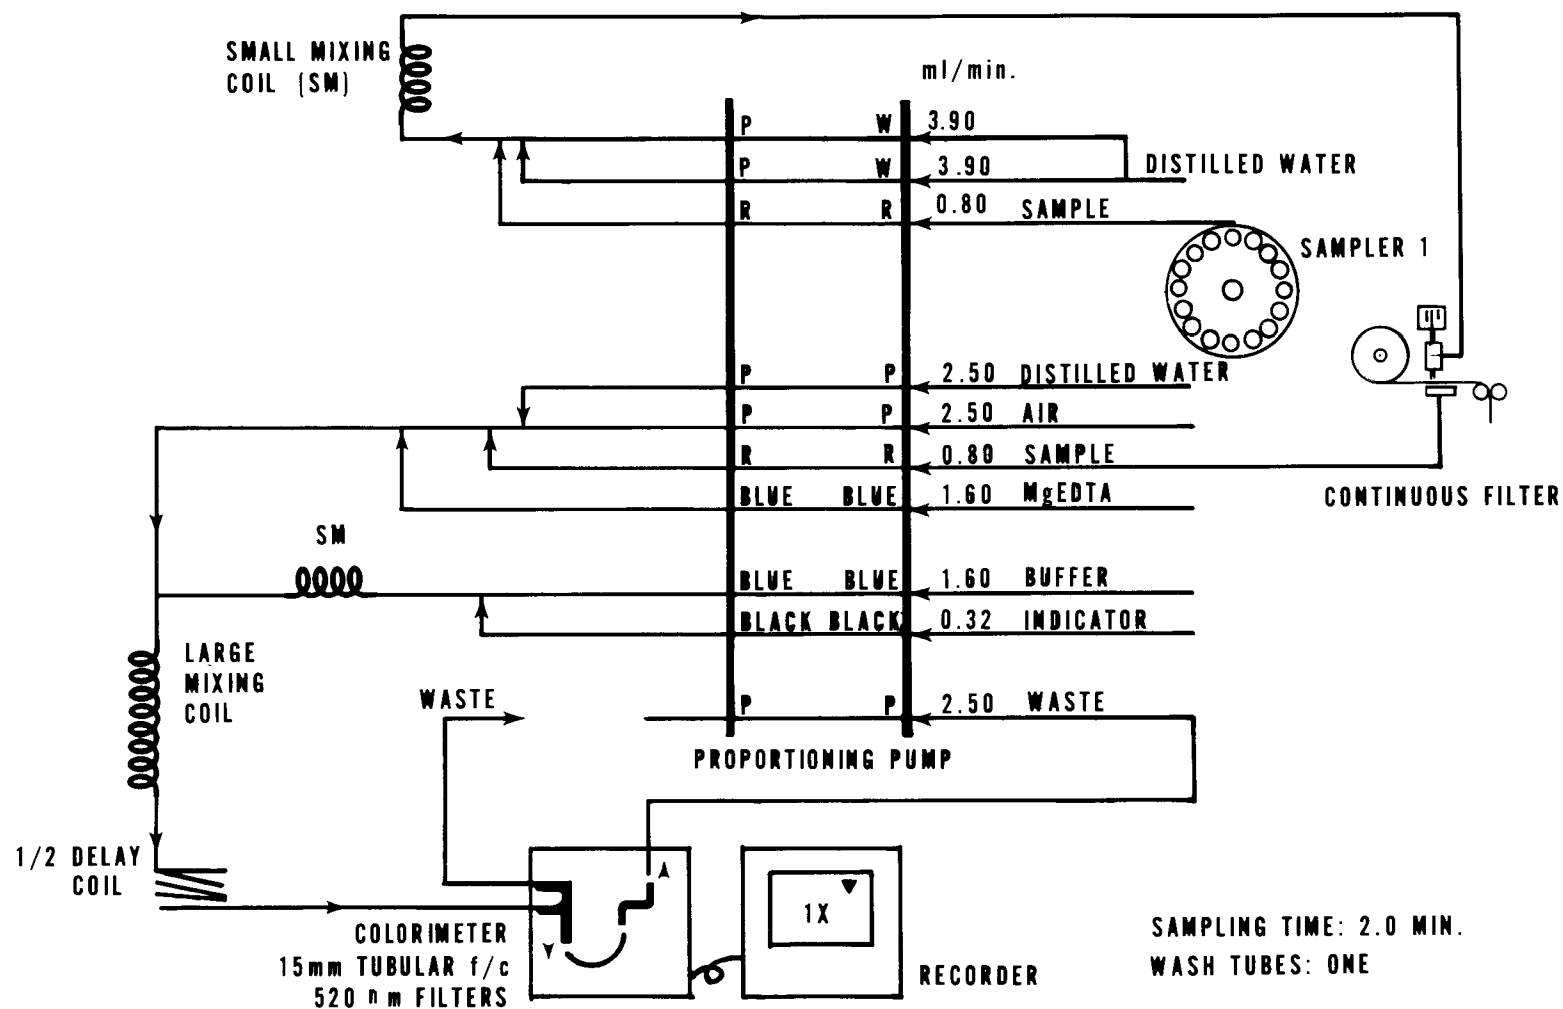 SMALL MIXING
COIL (SM)
ml/min.
P W 3.90
P W 3.90 DISTILLED WATER
R R 0.80 SAMPLE
SAMPLER 1
P P 2.50 DISTILLED WATER
P P 2.50 AIR
R R 0.80 SAMPLE
BLUE BLUE 1.60 MgEDTA
CONTINUOUS FILTER
SM
BLUE BLUE 1.60 BUFFER
BLACK BLACK 0.32 INDICATOR
LARGE
MIXING
COIL
WASTE
P P 2.50 WASTE
PROPORTIONING PUMP
1/2 DELAY
COIL
1X
COLORIMETER
15mm TUBULAR f/c
520 nm FILTERS
RECORDER
SAMPLING TIME: 2.0 MIN.
WASH TUBES: ONE